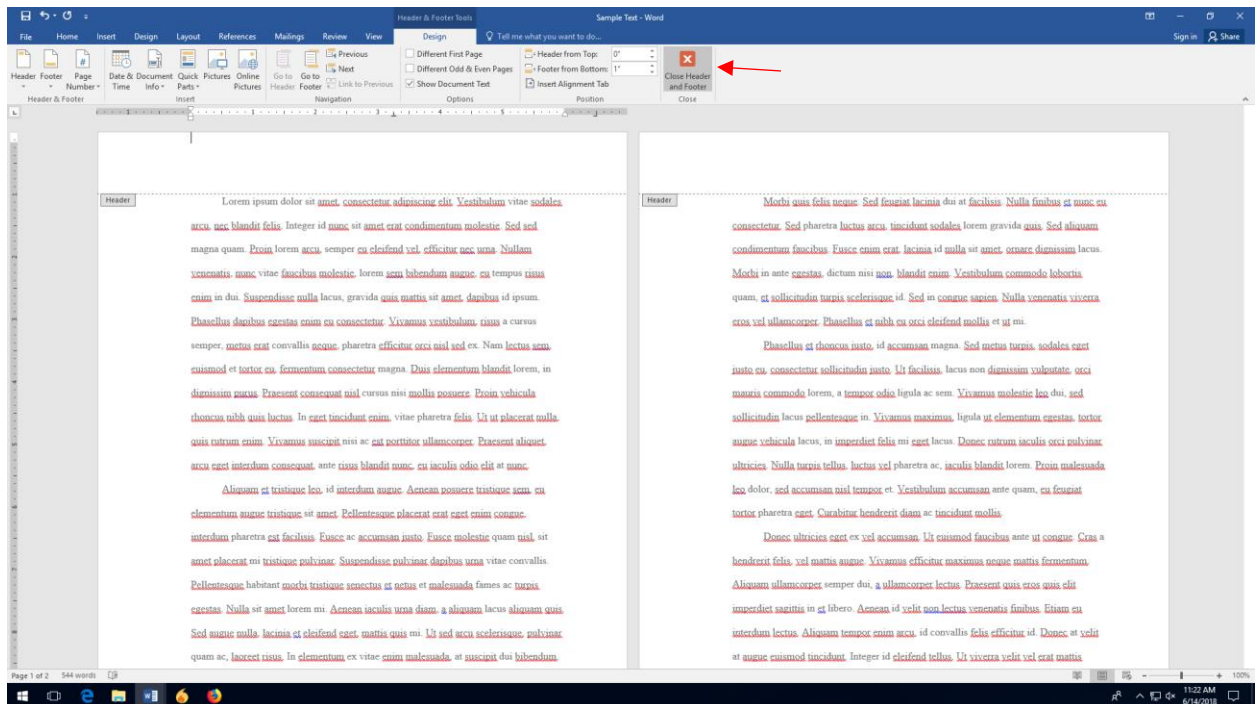 Header & Footer Tools
Sample Text - Word
File Home Insert Design Layout References Mailings Review View Design Tell me what you want to do... Sign in Share
Header Footer Page Number
Date & Time Document Info Quick Parts Pictures Online Pictures
Go to Header Go to Footer Previous Next Link to Previous
Different First Page
Different Odd & Even Pages
Show Document Text
Header from Top: 0"
Footer from Bottom: 1"
Insert Alignment Tab
Close Header and Footer
Header & Footer Insert Navigation Options Position Close
Header
Lorem ipsum dolor sit amet, consectetur adipiscing elit. Vestibulum vitae sodales
arcu, nec blandit felis. Integer id nunc sit amet erat condimentum molestie. Sed sed
magna quam. Proin lorem arcu, semper eu eleifend vel, efficitur nec urna. Nullam
venenatis, nunc vitae faucibus molestie, lorem sem bibendum augue, eu tempus risus
enim in dui. Suspendisse nulla lacus, gravida quis mattis sit amet, dapibus id ipsum.
Phasellus dapibus egestas enim eu consectetur. Vivamus vestibulum, risus a cursus
semper, metus erat convallis neque, pharetra efficitur orci nisl sed ex. Nam lectus sem,
euismod et tortor eu, fermentum consectetur magna. Duis elementum blandit lorem, in
dignissim purus. Praesent consequat nisl cursus nisi mollis posuere. Proin vehicula
rhoncus nibh quis luctus. In eget tincidunt enim, vitae pharetra felis. Ut ut placerat nulla,
quis rutrum enim. Vivamus suscipit nisi ac est porttitor ullamcorper. Praesent aliquet,
arcu eget interdum consequat, ante risus blandit nunc, eu iaculis odio elit at nunc.
Aliquam et tristique leo, id interdum augue. Aenean posuere tristique sem, eu
elementum augue tristique sit amet. Pellentesque placerat erat eget enim congue,
interdum pharetra est facilisis. Fusce ac accumsan justo. Fusce molestie quam nisl, sit
amet placerat mi tristique pulvinar. Suspendisse pulvinar dapibus urna vitae convallis.
Pellentesque habitant morbi tristique senectus et netus et malesuada fames ac turpis
egestas. Nulla sit amet lorem mi. Aenean iaculis urna diam, a aliquam lacus aliquam quis.
Sed augue nulla, lacinia et eleifend eget, mattis quis mi. Ut sed arcu scelerisque, pulvinar
quam ac, laoreet risus. In elementum ex vitae enim malesuada, at suscipit dui bibendum.
Header
Morbi quis felis neque. Sed feugiat lacinia dui at facilisis. Nulla finibus et nunc eu
consectetur. Sed pharetra luctus arcu, tincidunt sodales lorem gravida quis. Sed aliquam
condimentum faucibus. Fusce enim erat, lacinia id nulla sit amet, ornare dignissim lacus.
Morbi in ante egestas, dictum nisi non, blandit enim. Vestibulum commodo lobortis
quam, et sollicitudin turpis scelerisque id. Sed in congue sapien. Nulla venenatis viverra
eros vel ullamcorper. Phasellus et nibh eu orci eleifend mollis et ut mi.
Phasellus et rhoncus justo, id accumsan magna. Sed metus turpis, sodales eget
justo eu, consectetur sollicitudin justo. Ut facilisis, lacus non dignissim vulputate, orci
mauris commodo lorem, a tempor odio ligula ac sem. Vivamus molestie leo dui, sed
sollicitudin lacus pellentesque in. Vivamus maximus, ligula ut elementum egestas, tortor
augue vehicula lacus, in imperdiet felis mi eget lacus. Donec rutrum iaculis orci pulvinar
ultricies. Nulla turpis tellus, luctus vel pharetra ac, iaculis blandit lorem. Proin malesuada
leo dolor, sed accumsan nisl tempor et. Vestibulum accumsan ante quam, eu feugiat
tortor pharetra eget. Curabitur hendrerit diam ac tincidunt mollis.
Donec ultricies eget ex vel accumsan. Ut euismod faucibus ante ut congue. Cras a
hendrerit felis, vel mattis augue. Vivamus efficitur maximus neque mattis fermentum.
Aliquam ullamcorper semper dui, a ullamcorper lectus. Praesent quis eros quis elit
imperdiet sagittis in et libero. Aenean id velit non lectus venenatis finibus. Etiam eu
interdum lectus. Aliquam tempor enim arcu, id convallis felis efficitur id. Donec at velit
at augue euismod tincidunt. Integer id eleifend tellus. Ut viverra velit vel erat mattis
Page 1 of 2 544 words 100%
11:22 AM
6/14/2018